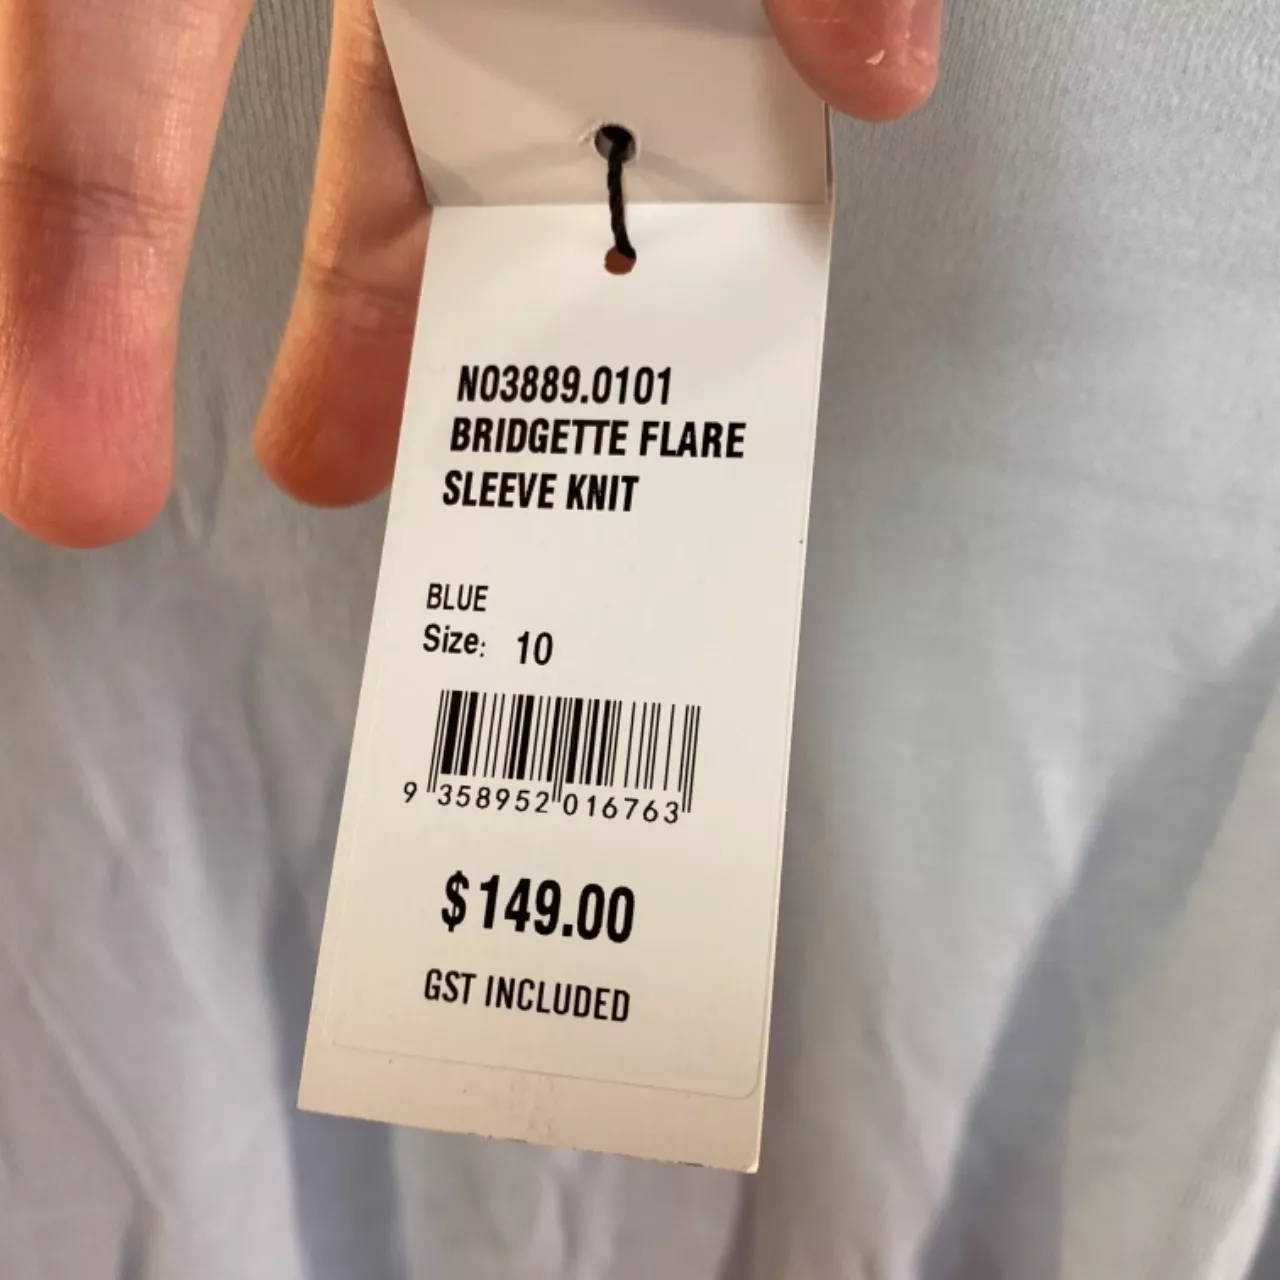 N03889.0101
BRIDGETTE FLARE
SLEEVE KNIT
BLUE
Size: 10
9 358952 016763
$149.00
GST INCLUDED